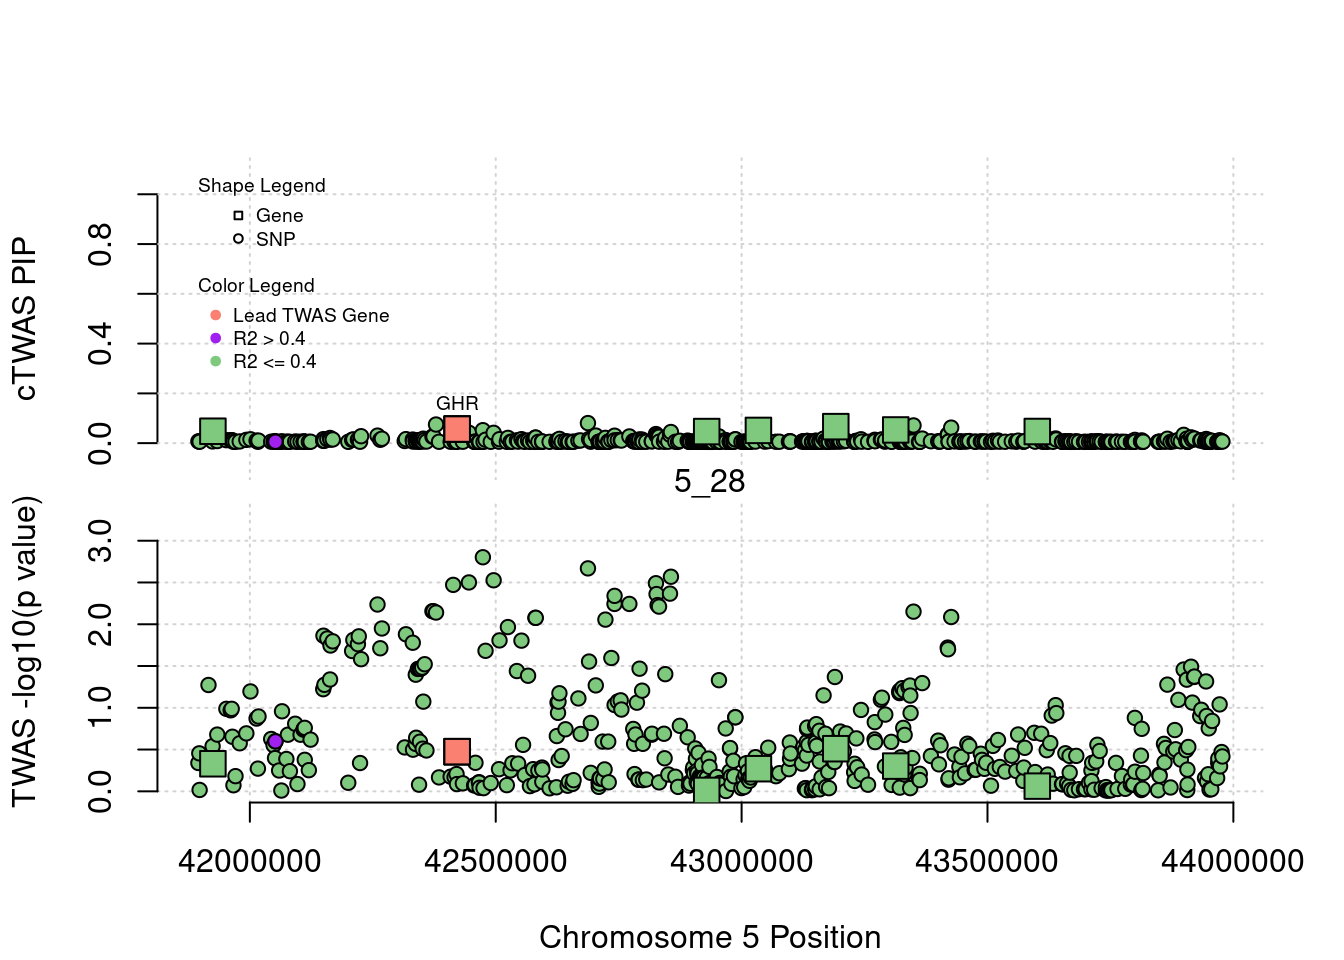 Shape Legend
Gene
SNP
Color Legend
Lead TWAS Gene
R2 > 0.4
R2 <= 0.4
cTWAS PIP
0.0 0.4 0.8
GHR
5_28
TWAS -log10(p value)
0.0 1.0 2.0 3.0
42000000 42500000 43000000 43500000 44000000
Chromosome 5 Position